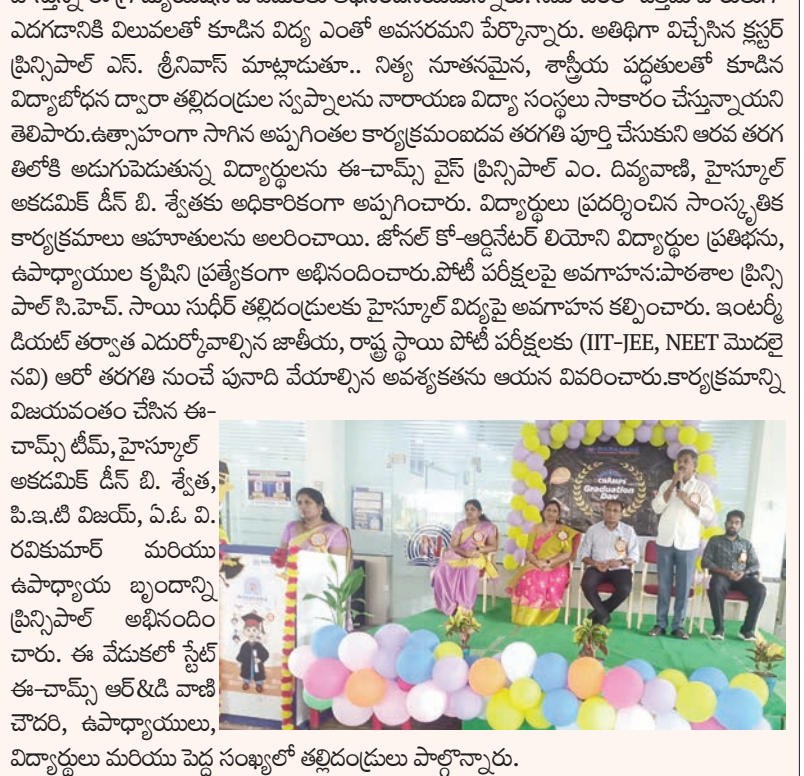 ఎదగడానికి విలువలతో కూడిన విద్య ఎంతో అవసరమని పేర్కొన్నారు. అతిథిగా విచ్చేసిన క్లస్టర్
ప్రిన్సిపాల్ ఎస్. శ్రీనివాస్ మాట్లాడుతూ.. నిత్య నూతనమైన, శాస్త్రీయ పద్ధతులతో కూడిన
విద్యాబోధన ద్వారా తల్లిదండ్రుల స్వప్నాలను నారాయణ విద్యా సంస్థలు సాకారం చేస్తున్నాయని
తెలిపారు.ఉత్సాహంగా సాగిన అప్పగింతల కార్యక్రమంఐదవ తరగతి పూర్తి చేసుకుని ఆరవ తరగ
తిలోకి అడుగుపెడుతున్న విద్యార్థులను ఈ-చామ్స్ వైస్ ప్రిన్సిపాల్ ఎం. దివ్యవాణి, హైస్కూల్
అకడమిక్ డీన్ బి. శ్వేతకు అధికారికంగా అప్పగించారు. విద్యార్థులు ప్రదర్శించిన సాంస్కృతిక
కార్యక్రమాలు ఆహూతులను అలరించాయి. జోనల్ కో-ఆర్డినేటర్ లియోని విద్యార్థుల ప్రతిభను,
ఉపాధ్యాయుల కృషిని ప్రత్యేకంగా అభినందించారు.పోటీ పరీక్షలపై అవగాహన:పాఠశాల ప్రిన్సి
పాల్ సి.హెచ్. సాయి సుధీర్ తల్లిదండ్రులకు హైస్కూల్ విద్యపై అవగాహన కల్పించారు. ఇంటర్మీ
డియట్ తర్వాత ఎదుర్కోవాల్సిన జాతీయ, రాష్ట్ర స్థాయి పోటీ పరీక్షలకు (IIT-JEE, NEET మొదలై
నవి) ఆరో తరగతి నుంచే పునాది వేయాల్సిన అవశ్యకతను ఆయన వివరించారు.కార్యక్రమాన్ని
విజయవంతం చేసిన ఈ-
చామ్స్ టీమ్,హైస్కూల్
అకడమిక్ డీన్ బి. శ్వేత,
పి.ఇ.టి విజయ్, ఏ.ఓ వి.
రవికుమార్ మరియు
ఉపాధ్యాయ బృందాన్ని
ప్రిన్సిపాల్ అభినందిం
చారు. ఈ వేడుకలో స్టేట్
ఈ-చామ్స్ ఆర్&డి వాణి
చౌదరి, ఉపాధ్యాయులు,
విద్యార్థులు మరియు పెద్ద సంఖ్యలో తల్లిదండ్రులు పాల్గొన్నారు.
NARAYANA
CHAMPS
Graduation
Day